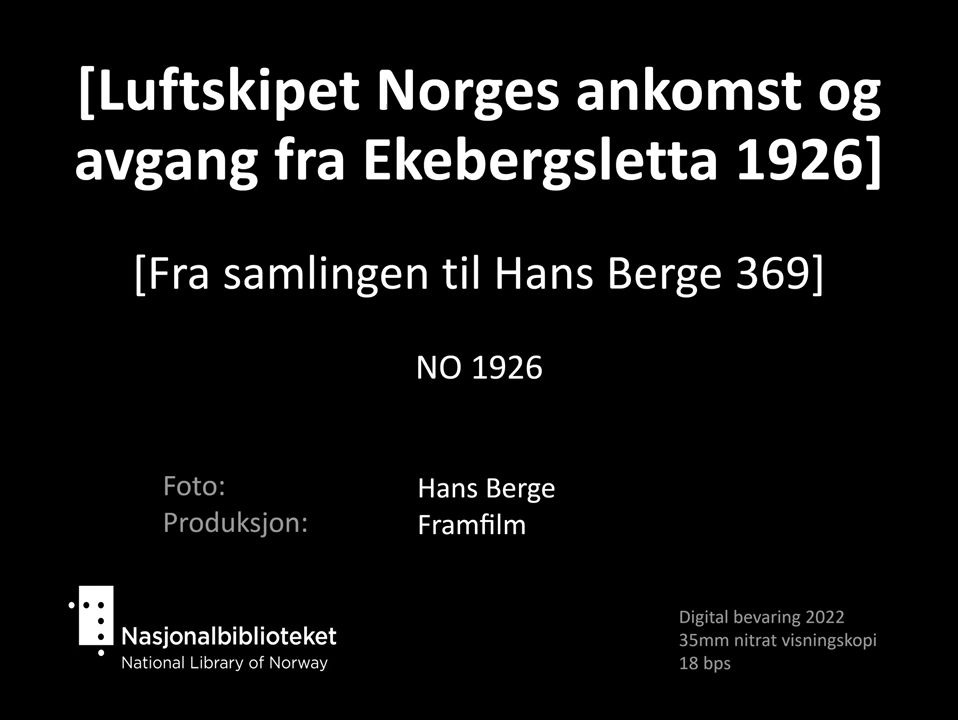 [Luftskipet Norges ankomst og
avgang fra Ekebergsletta 1926]
[Fra samlingen til Hans Berge 369]
NO 1926
Foto: Hans Berge
Produksjon: Framfilm
Nasjonalbiblioteket
National Library of Norway
Digital bevaring 2022
35mm nitrat visningskopi
18 bps